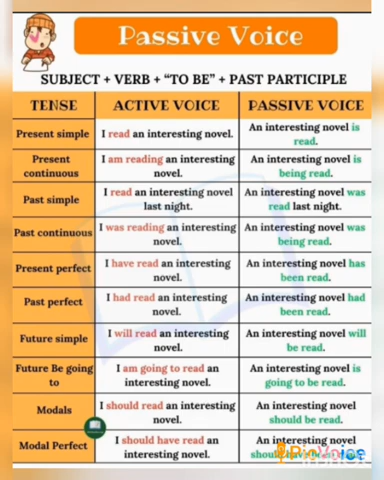 Passive Voice
SUBJECT + VERB + “TO BE” + PAST PARTICIPLE
TENSE ACTIVE VOICE PASSIVE VOICE
Present simple I read an interesting novel. An interesting novel is
read.
Present I am reading an interesting An interesting novel is
continuous novel. being read.
Past simple I read an interesting novel An interesting novel was
last night. read last night.
Past continuous I was reading an interesting An interesting novel was
novel. being read.
Present perfect I have read an interesting An interesting novel has
novel. been read.
Past perfect I had read an interesting An interesting novel had
novel. been read.
Future simple I will read an interesting An interesting novel will
novel. be read.
Future Be going I am going to read an An interesting novel is
to interesting novel. going to be read.
Modals I should read an interesting An interesting novel
novel. should be read.
Modal Perfect I should have read an An interesting novel
interesting novel. should